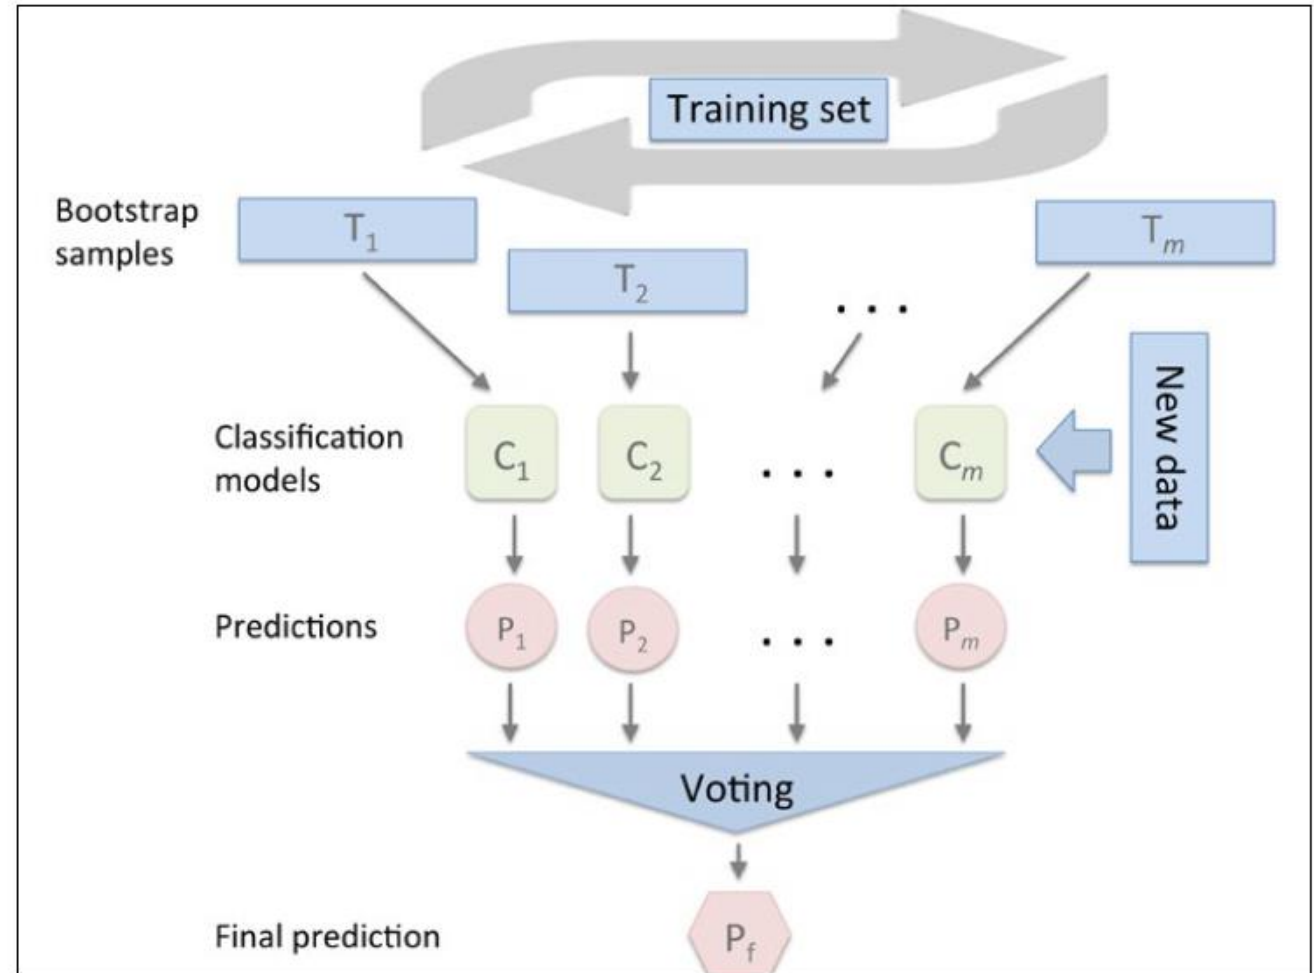 Training set
Bootstrap
samples
T1
T2
. . .
Tm
New data
Classification
models
C1
C2
. . .
Cm
Predictions
P1
P2
. . .
Pm
Voting
Final prediction
Pf